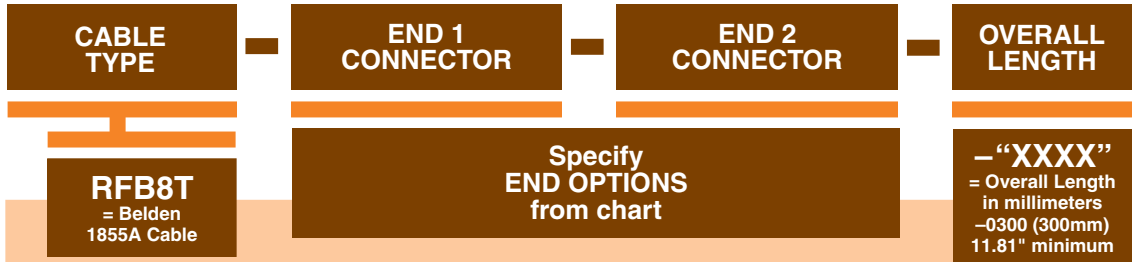 CABLE
TYPE
END 1
CONNECTOR
END 2
CONNECTOR
OVERALL
LENGTH
RFB8T
= Belden
1855A Cable
Specify
END OPTIONS
from chart
–“XXXX”
= Overall Length
in millimeters
–0300 (300mm)
11.81" minimum